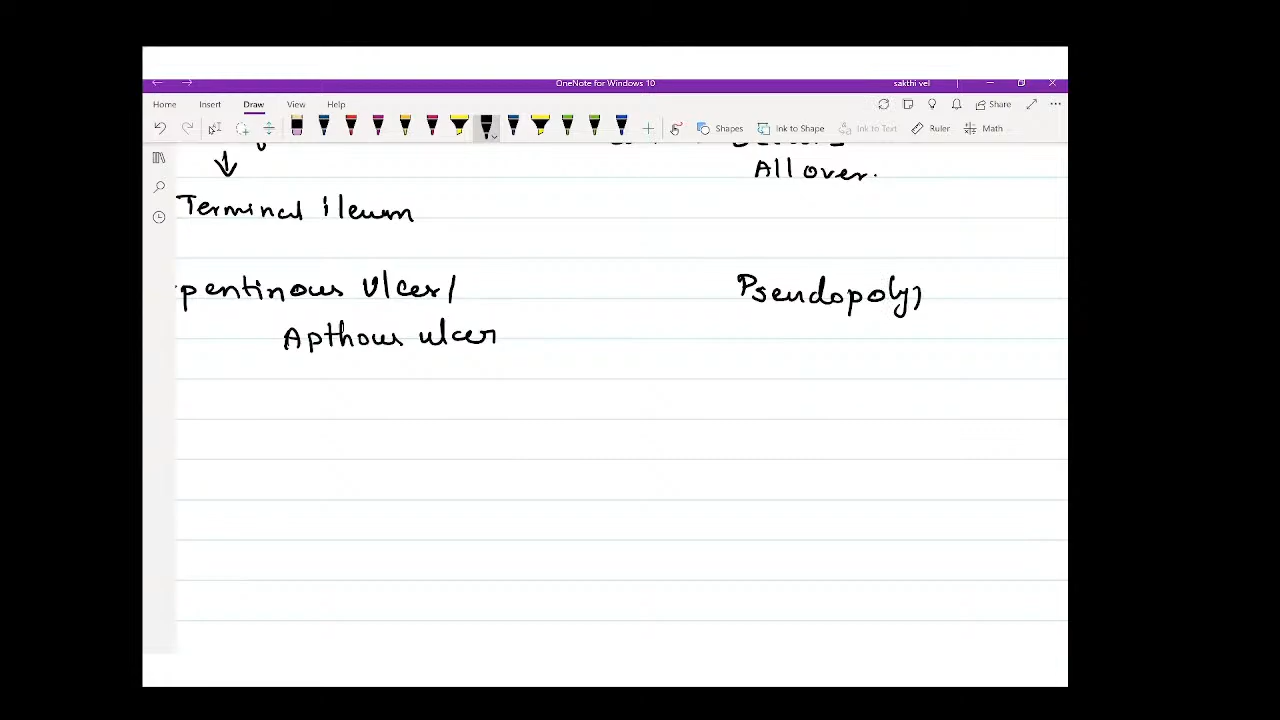 OneNote for Windows 10
sakthi vel
Home Insert Draw View Help
Share
Shapes Ink to Shape Ink to Text Ruler Math
All over.
Terminal ileum
pentinous Ulcer/
Pseudopoly
Apthous ulcer